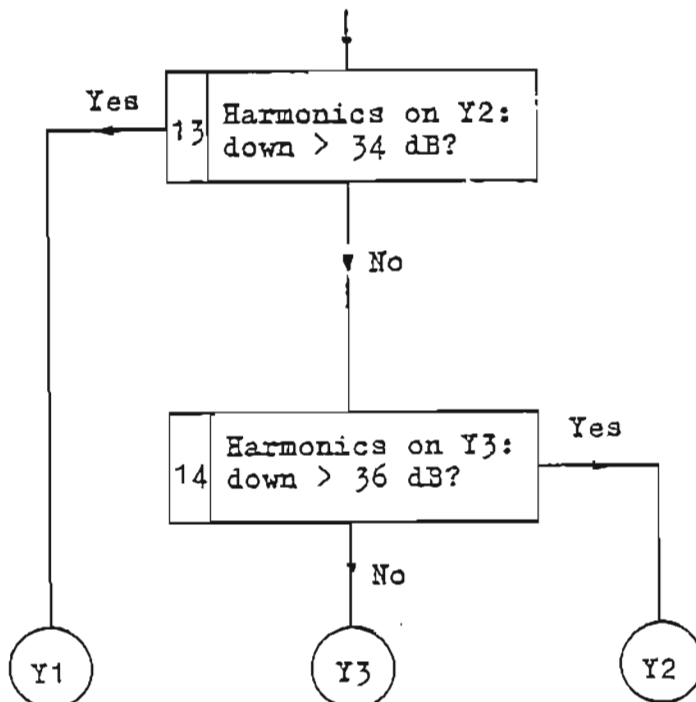 Yes
13
Harmonics on Y2:
down > 34 dB?
No
14
Harmonics on Y3:
down > 36 dB?
Yes
No
Y1
Y3
Y2